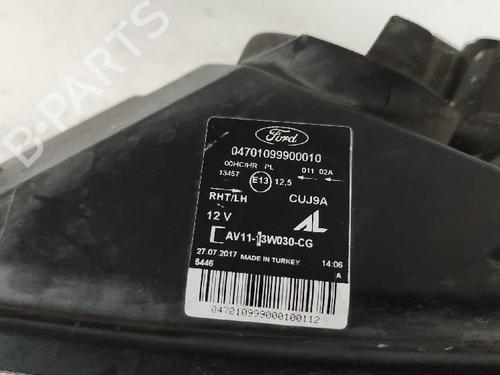 B-PARTS
Ford
04701099900010
00HC/HR PL 011 02A
13457 E13 12,5
RHT/LH CUJ9A
12 V AL
AV11-13W030-CG
27.07.2017 MADE IN TURKEY 14:06
5446 A
047010999000100112